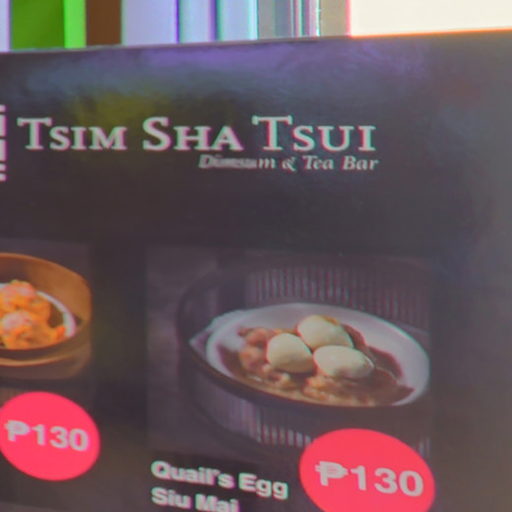 TSIM SHA TSUI
Dimsum & Tea Bar
₱130
₱130
Quail's Egg
Siu Mai